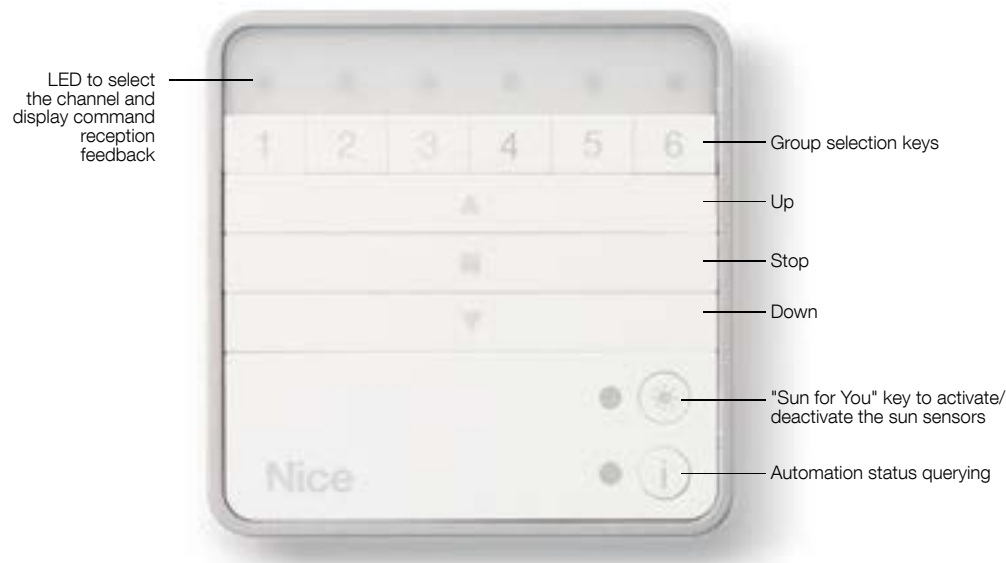 LED to select
the channel and
display command
reception
feedback
1 2 3 4 5 6
Group selection keys
Up
Stop
Down
"Sun for You" key to activate/
deactivate the sun sensors
i
Automation status querying
Nice